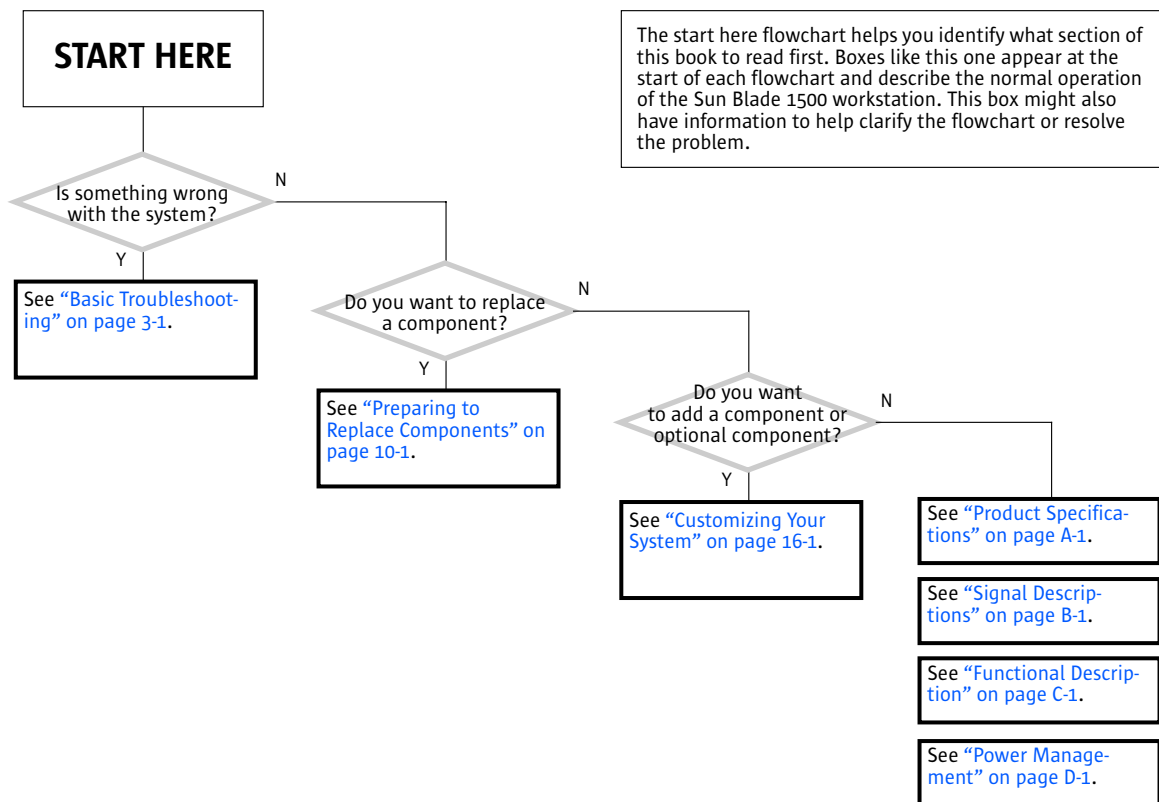 START HERE
The start here flowchart helps you identify what section of
this book to read first. Boxes like this one appear at the
start of each flowchart and describe the normal operation
of the Sun Blade 1500 workstation. This box might also
have information to help clarify the flowchart or resolve
the problem.
Is something wrong
with the system?
N
Y
See “Basic Troubleshoot-
ing” on page 3-1.
Do you want to replace
a component?
N
Y
See “Preparing to
Replace Components” on
page 10-1.
Do you want
to add a component or
optional component?
N
Y
See “Customizing Your
System” on page 16-1.
See “Product Specifica-
tions” on page A-1.
See “Signal Descrip-
tions” on page B-1.
See “Functional Descrip-
tion” on page C-1.
See “Power Manage-
ment” on page D-1.